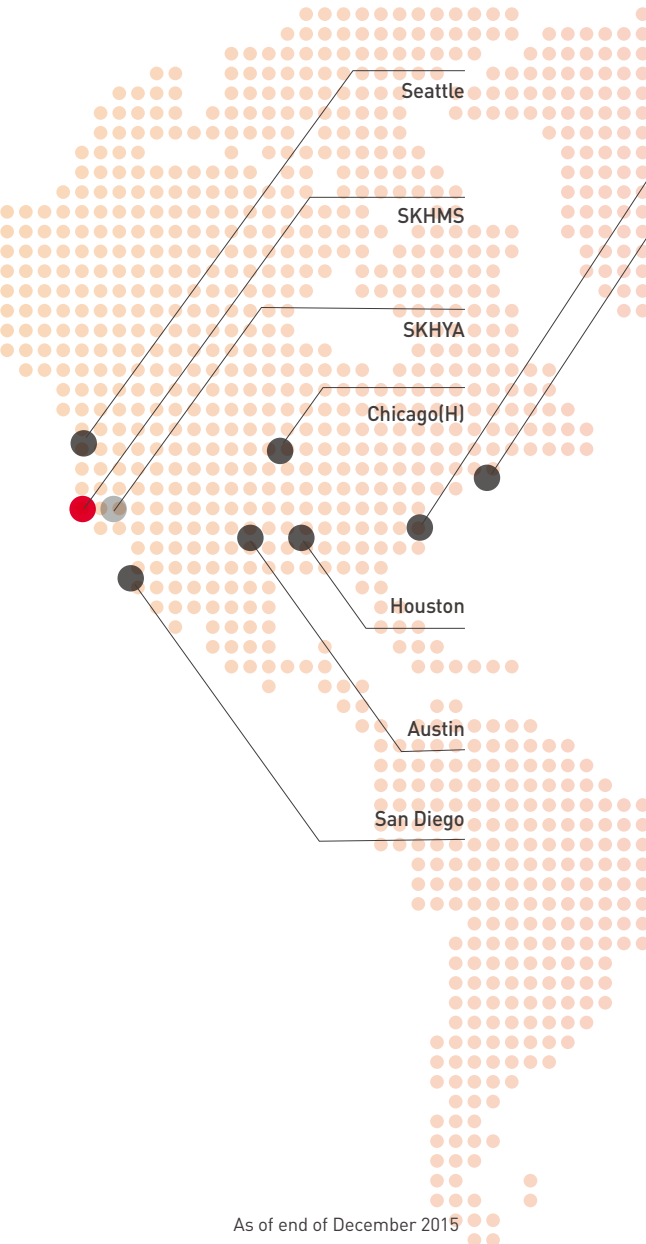 Seattle
SKHMS
SKHYA
Chicago(H)
Houston
Austin
San Diego
As of end of December 2015